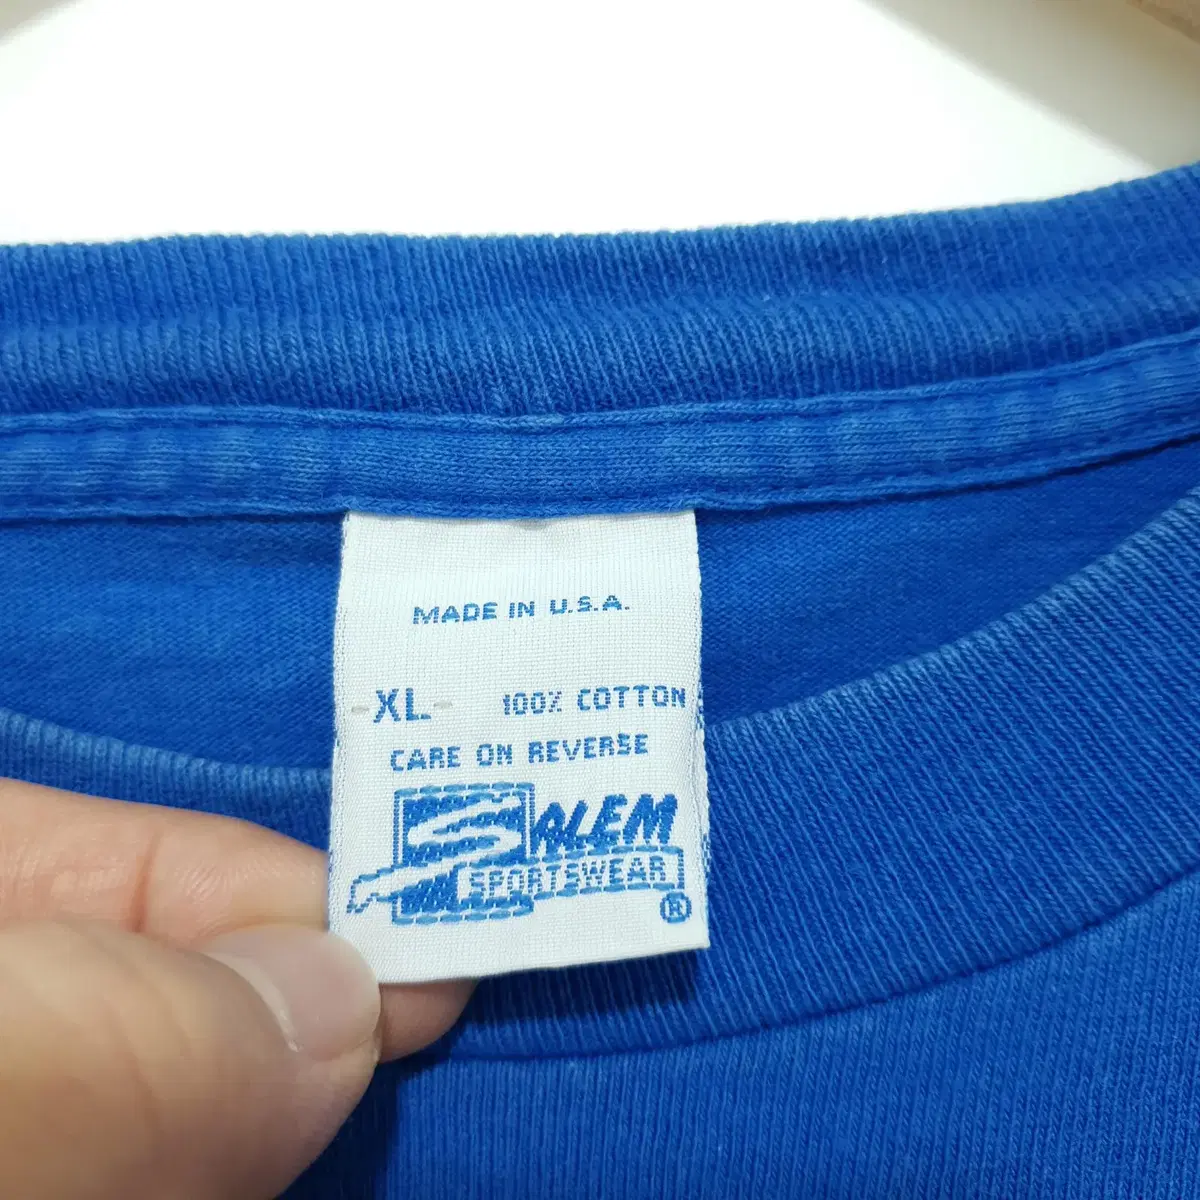 MADE IN U.S.A.
-XL- 100% COTTON
CARE ON REVERSE
SALEM
SPORTSWEAR
®